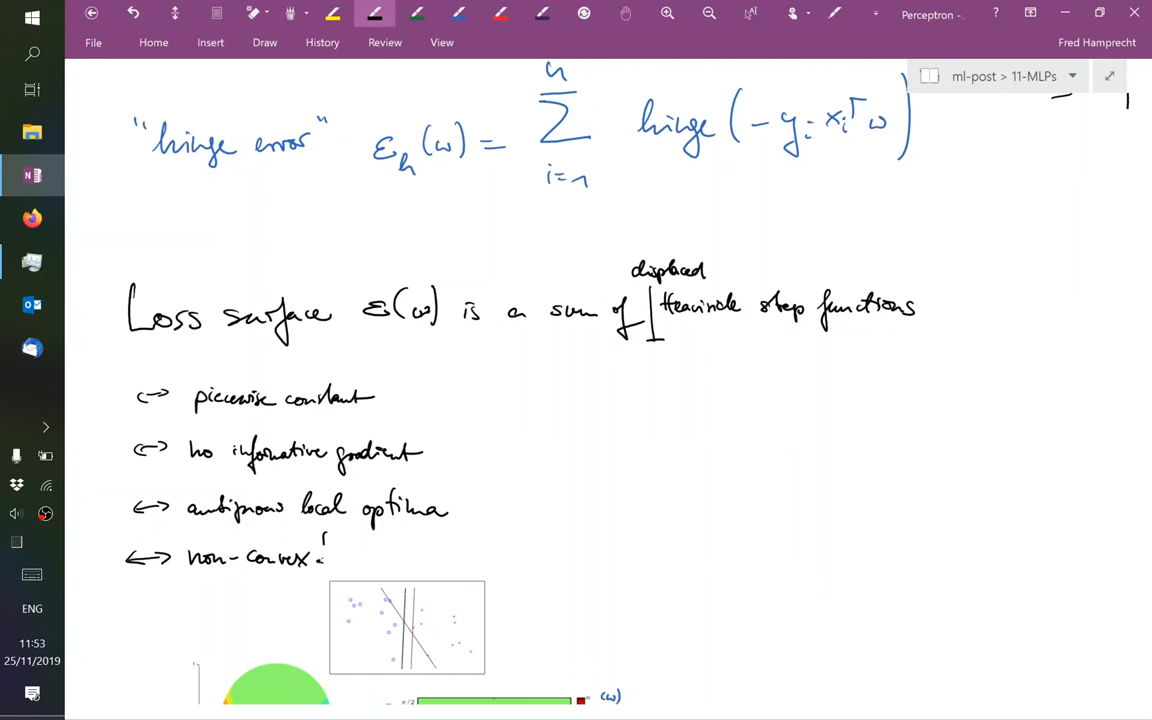 Perceptron -..
File Home Insert Draw History Review View Fred Hamprecht
ml-post > 11-MLPs
"hinge error" ε_h(ω) = n Σ i=1 hinge (- y_i x_i^T ω)
displaced
Loss surface ε(ω) is a sum of Heaviside step functions
↔ piecewise constant
↔ no informative gradient
↔ ambiguous local optima
↔ non-convex!
1
π/2
(ω)
ENG
11:53
25/11/2019